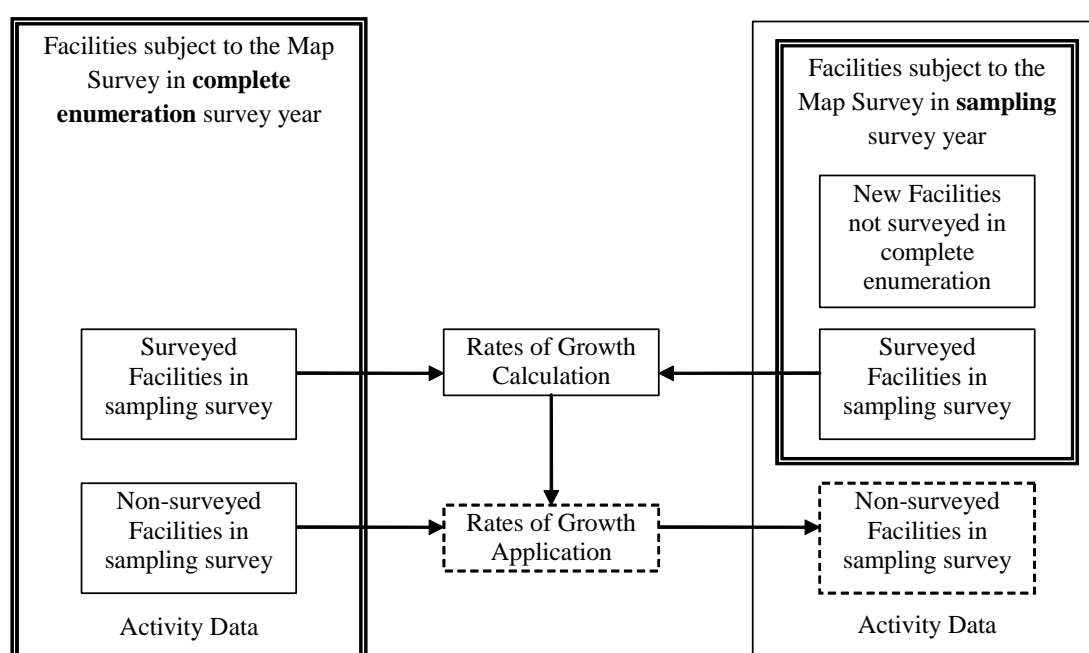 Facilities subject to the Map
Survey in complete
enumeration survey year
Surveyed
Facilities in
sampling survey
Non-surveyed
Facilities in
sampling survey
Activity Data
Rates of Growth
Calculation
Rates of Growth
Application
Facilities subject to the
Map Survey in sampling
survey year
New Facilities
not surveyed in
complete
enumeration
Surveyed
Facilities in
sampling survey
Non-surveyed
Facilities in
sampling survey
Activity Data